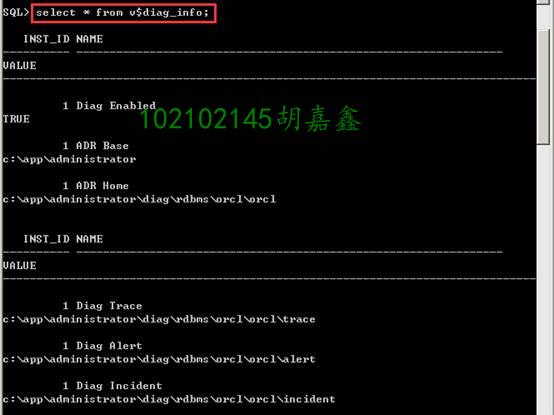 SQL> select * from v$diag_info;
INST_ID NAME
---------- ----------------------------------------------------------------
VALUE
--------------------------------------------------------------------------------
1 Diag Enabled
TRUE
102102145胡嘉鑫
1 ADR Base
c:\app\administrator
1 ADR Home
c:\app\administrator\diag\rdbms\orcl\orcl
INST_ID NAME
---------- ----------------------------------------------------------------
VALUE
--------------------------------------------------------------------------------
1 Diag Trace
c:\app\administrator\diag\rdbms\orcl\orcl\trace
1 Diag Alert
c:\app\administrator\diag\rdbms\orcl\orcl\alert
1 Diag Incident
c:\app\administrator\diag\rdbms\orcl\orcl\incident